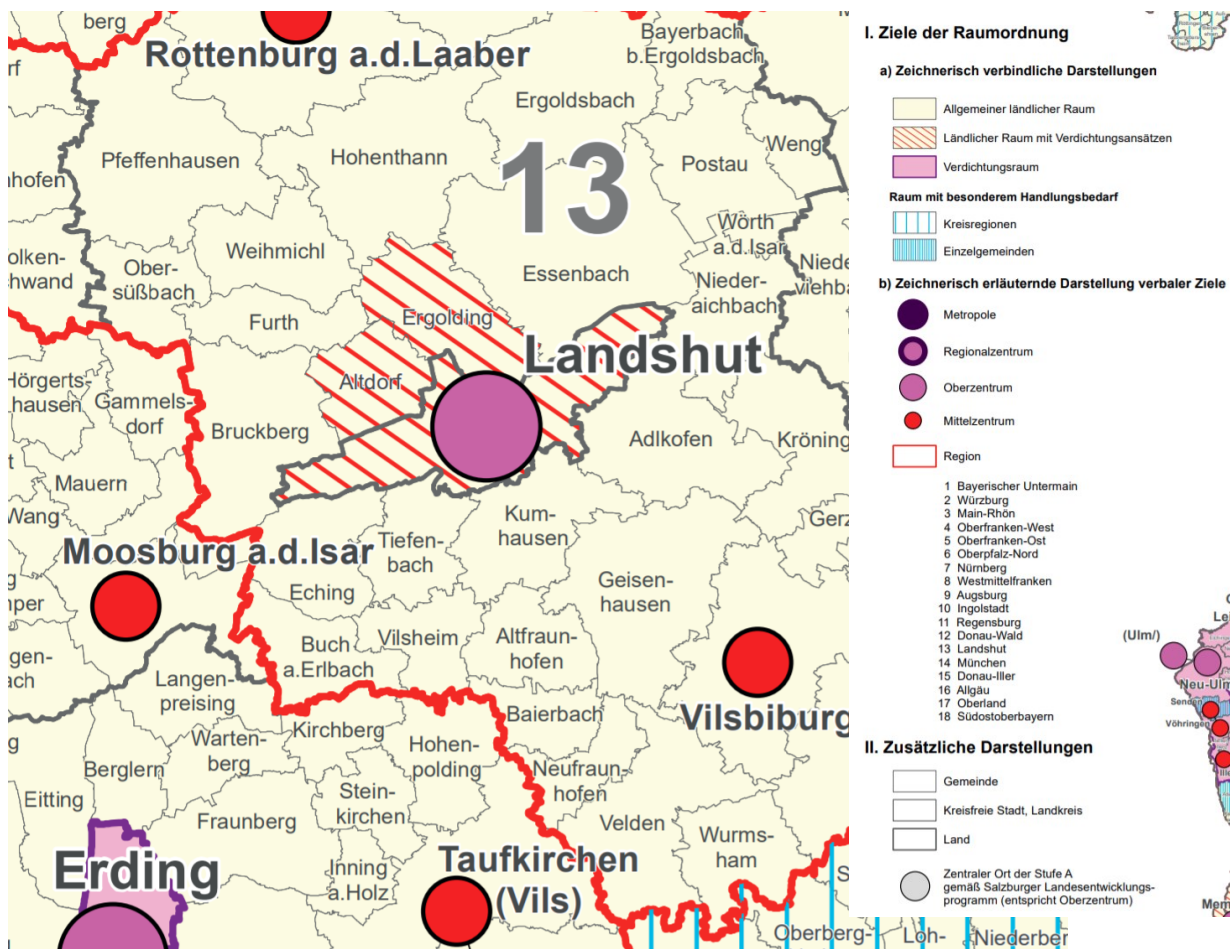 berg
Rottenburg a.d.Laaber
Bayerbach
b.Ergoldsbach
Ergoldsbach
13
Weng
Postau
Pfeffenhausen
Hohenthann
nhofen
Wörth
a.d.Isar
Weihmichl
Essenbach
Ober-
süßbach
olken-
chwand
Nieder-
aichbach
Niede
viehba
Furth
Ergolding
Landshut
Altdorf
Hörgerts-
hausen
Gammels-
dorf
Bruckberg
Adlkofen
Kröning
Mauern
Wang
Kum-
hausen
Gerz
Tiefen-
bach
Moosburg a.d.Isar
Eching
Geisen-
hausen
mper
Buch
a.Erlbach
Vilsheim
Altfraun-
hofen
gen-
ach
Langen-
preising
Vilsbiburg
Baierbach
Kirchberg
Warten-
berg
Hohen-
polding
Berglern
Neufraun-
hofen
Eitting
Stein-
kirchen
Fraunberg
Velden
Wurms-
ham
Erding
Inning
a.Holz
Taufkirchen
(Vils)
Oberberg-
Loh-
Niederber
I. Ziele der Raumordnung
a) Zeichnerisch verbindliche Darstellungen
Allgemeiner ländlicher Raum
Ländlicher Raum mit Verdichtungsansätzen
Verdichtungsraum
Raum mit besonderem Handlungsbedarf
Kreisregionen
Einzelgemeinden
b) Zeichnerisch erläuternde Darstellung verbaler Ziele
Metropole
Regionalzentrum
Oberzentrum
Mittelzentrum
Region
1 Bayerischer Untermain
2 Würzburg
3 Main-Rhön
4 Oberfranken-West
5 Oberfranken-Ost
6 Oberpfalz-Nord
7 Nürnberg
8 Westmittelfranken
9 Augsburg
10 Ingolstadt
11 Regensburg
12 Donau-Wald
13 Landshut
14 München
15 Donau-Iller
16 Allgäu
17 Oberland
18 Südostoberbayern
(Ulm/)
Neu-Ulm
Senden
Vöhringen
II. Zusätzliche Darstellungen
Gemeinde
Kreisfreie Stadt, Landkreis
Land
Zentraler Ort der Stufe A
gemäß Salzburger Landesentwicklungs-
programm (entspricht Oberzentrum)
Mem